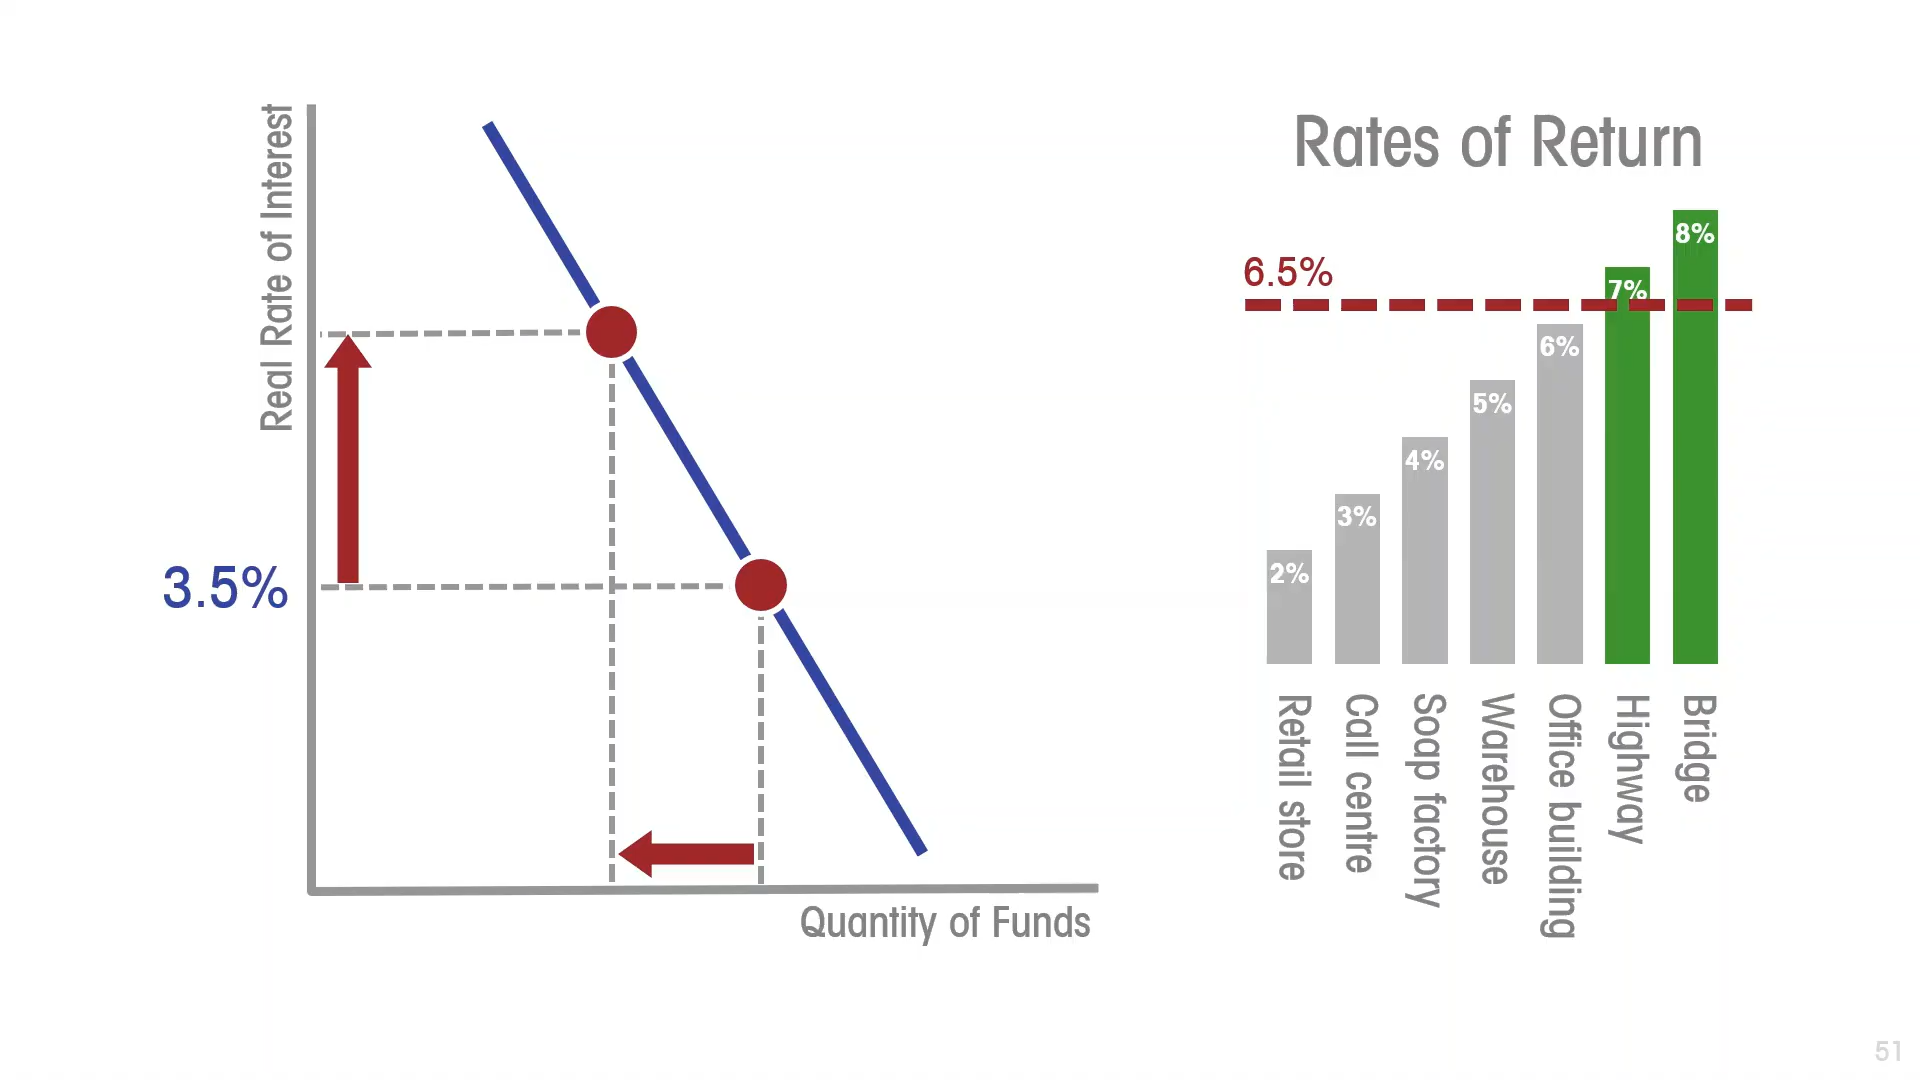 Real Rate of Interest
3.5%
Quantity of Funds
Rates of Return
6.5%
2%
3%
4%
5%
6%
7%
8%
Retail store
Call centre
Soap factory
Warehouse
Office building
Highway
Bridge
51